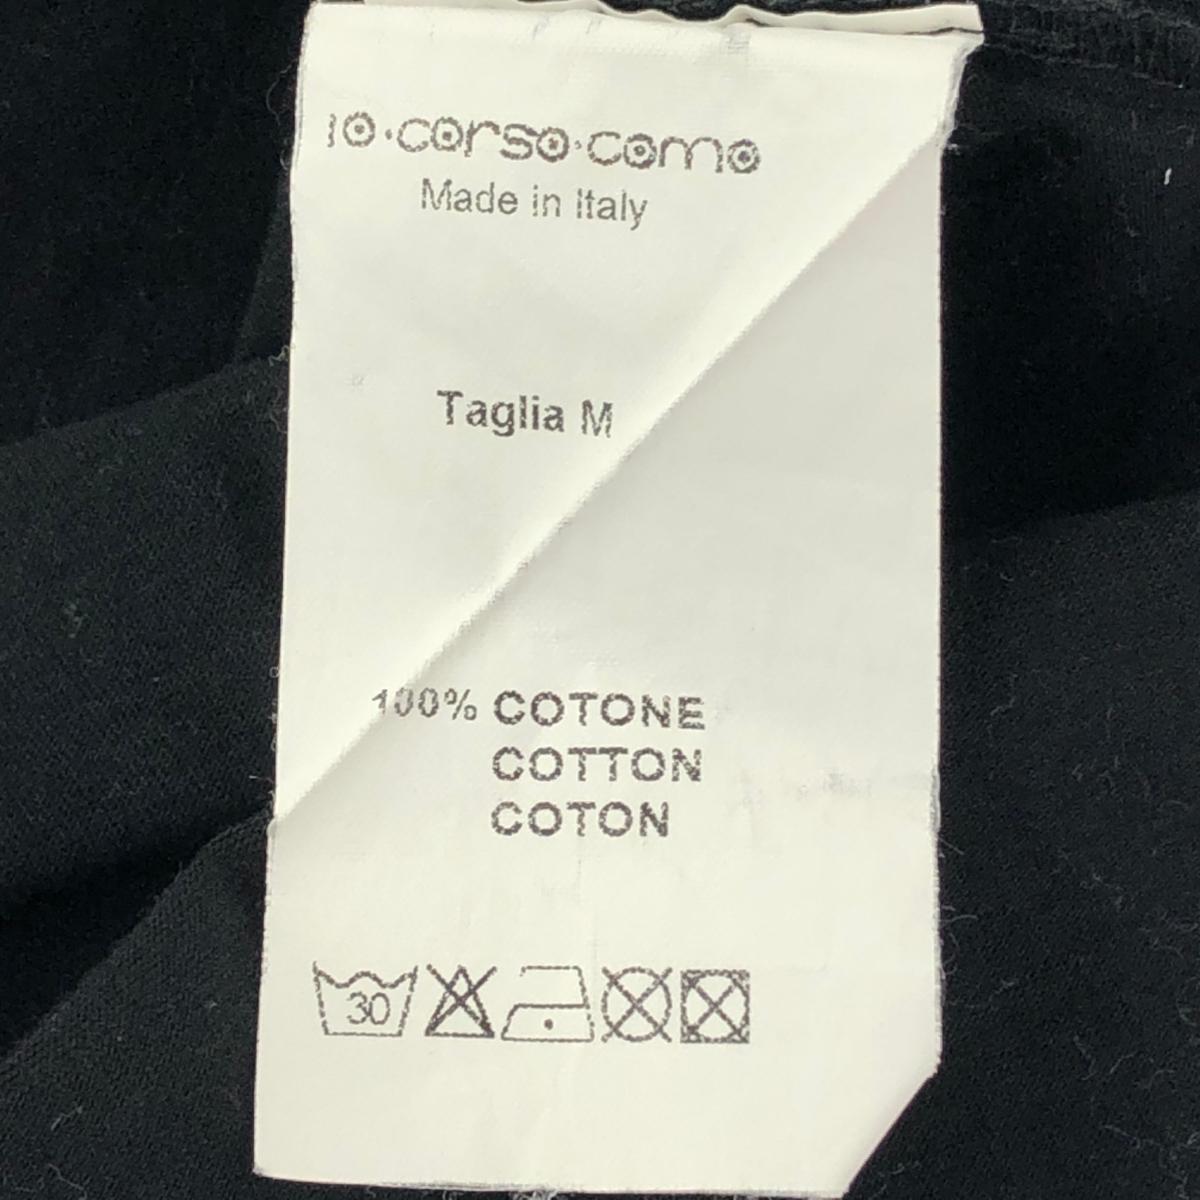 10·corso·como
Made in Italy
Taglia M
100% COTONE
COTTON
COTON
30